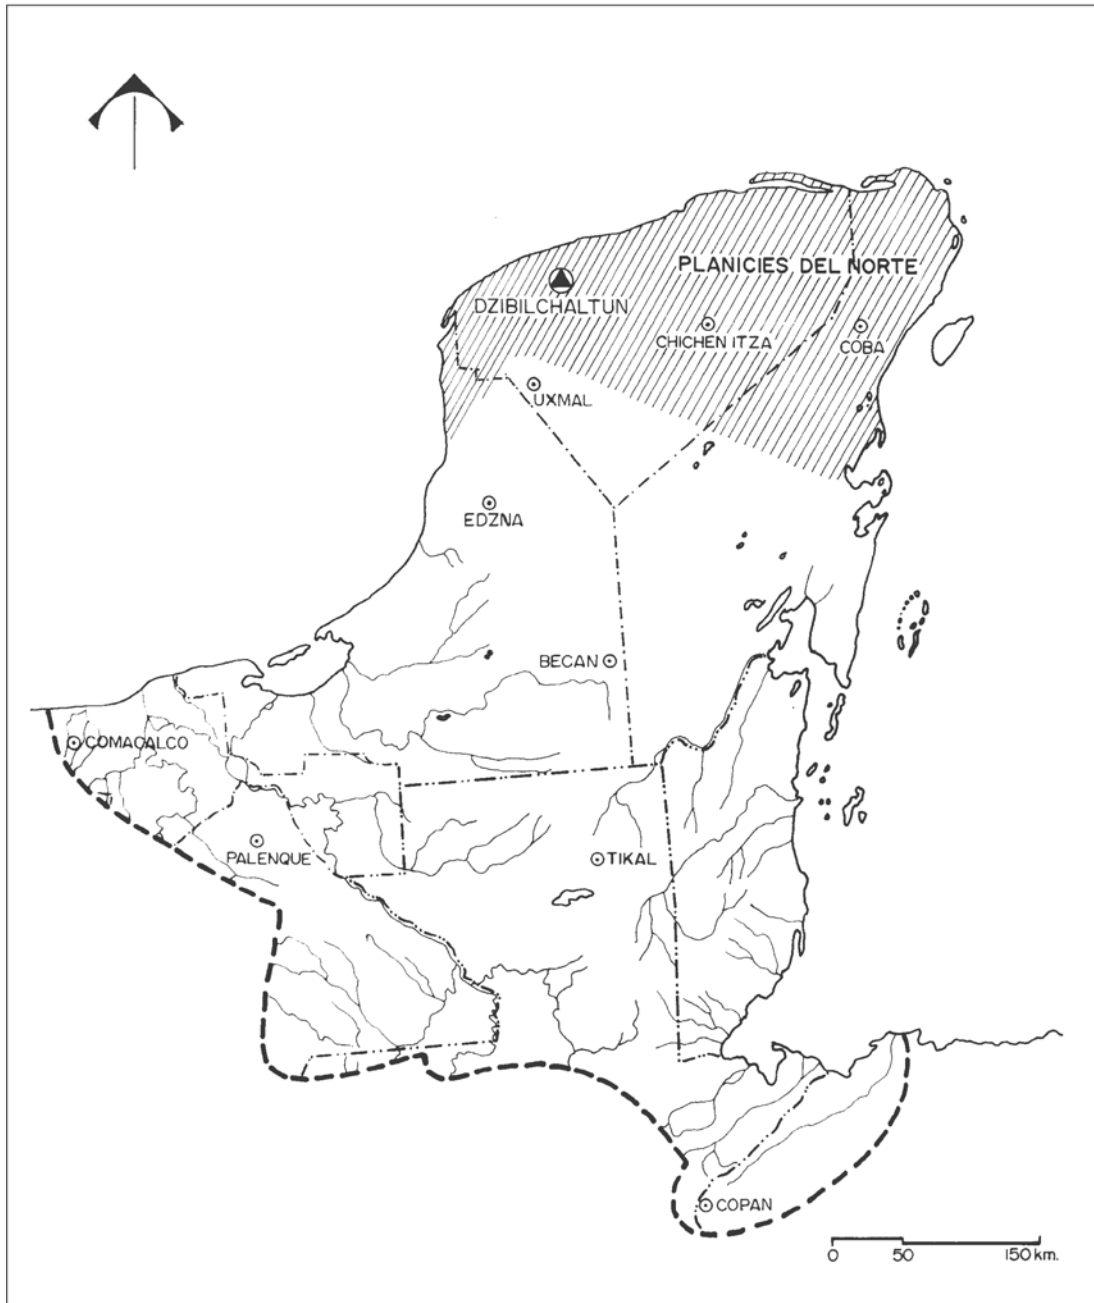 PLANICIES DEL NORTE
DZIBILCHALTUN
CHICHEN ITZA
COBA
UXMAL
EDZNA
BECAN
COMACALCO
PALENQUE
TIKAL
COPAN
0 50 150 km.